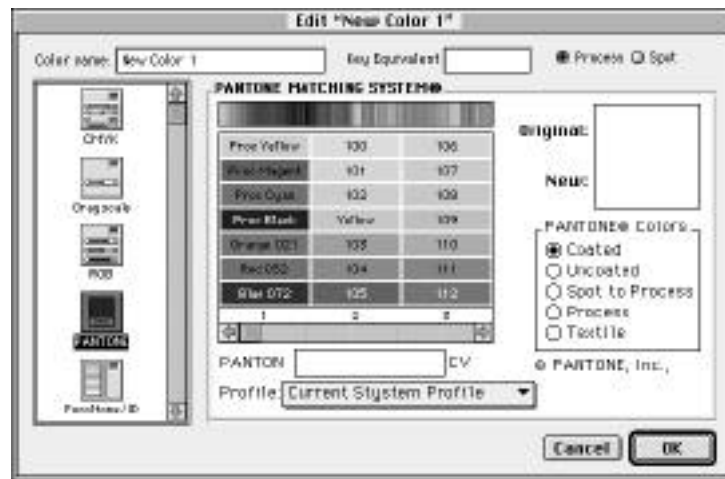 Edit "New Color 1"
Color name: New Color 1 Key Equivalent Process Spot
PANTONE MATCHING SYSTEM®
CMYK
Grayscale
RGB
PANTONE
Proc Yellow 100 106
Proc Magent 101 107
Proc Cyan 102 108
Proc Black Yellow 109
Orange 021 103 110
Red 032 104 111
Blue 072 105 112
1 2 3
PANTON CV
Profile: Current Stystem Profile
Original:
New:
PANTONE® Colors
Coated
Uncoated
Spot to Process
Process
Textile
© PANTONE, Inc.,
Cancel OK